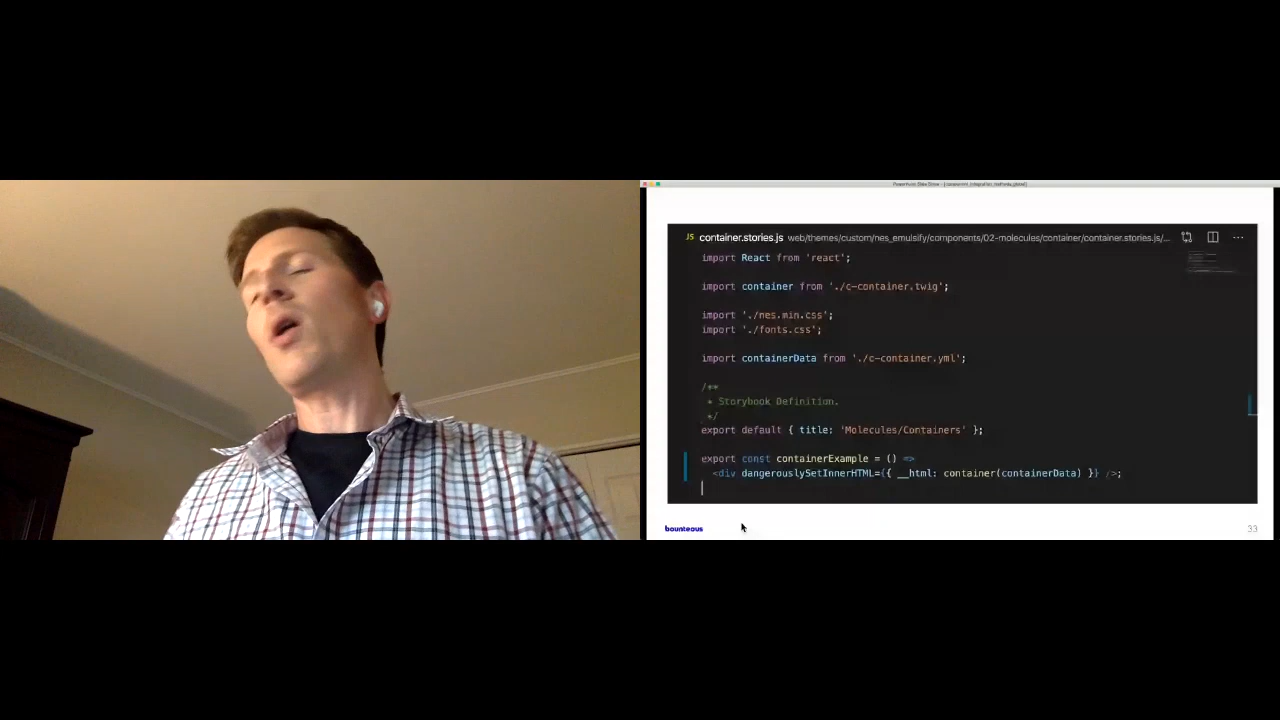 JS container.stories.js web/themes/custom/nes_emulsify/components/02-molecules/container/container.stories.js/...
import React from 'react';
import container from './c-container.twig';
import './nes.min.css';
import './fonts.css';
import containerData from './c-container.yml';
/**
* Storybook Definition.
*/
export default { title: 'Molecules/Containers' };
export const containerExample = () =>
<div dangerouslySetInnerHTML={{ __html: container(containerData) }} />;
bounteous
33